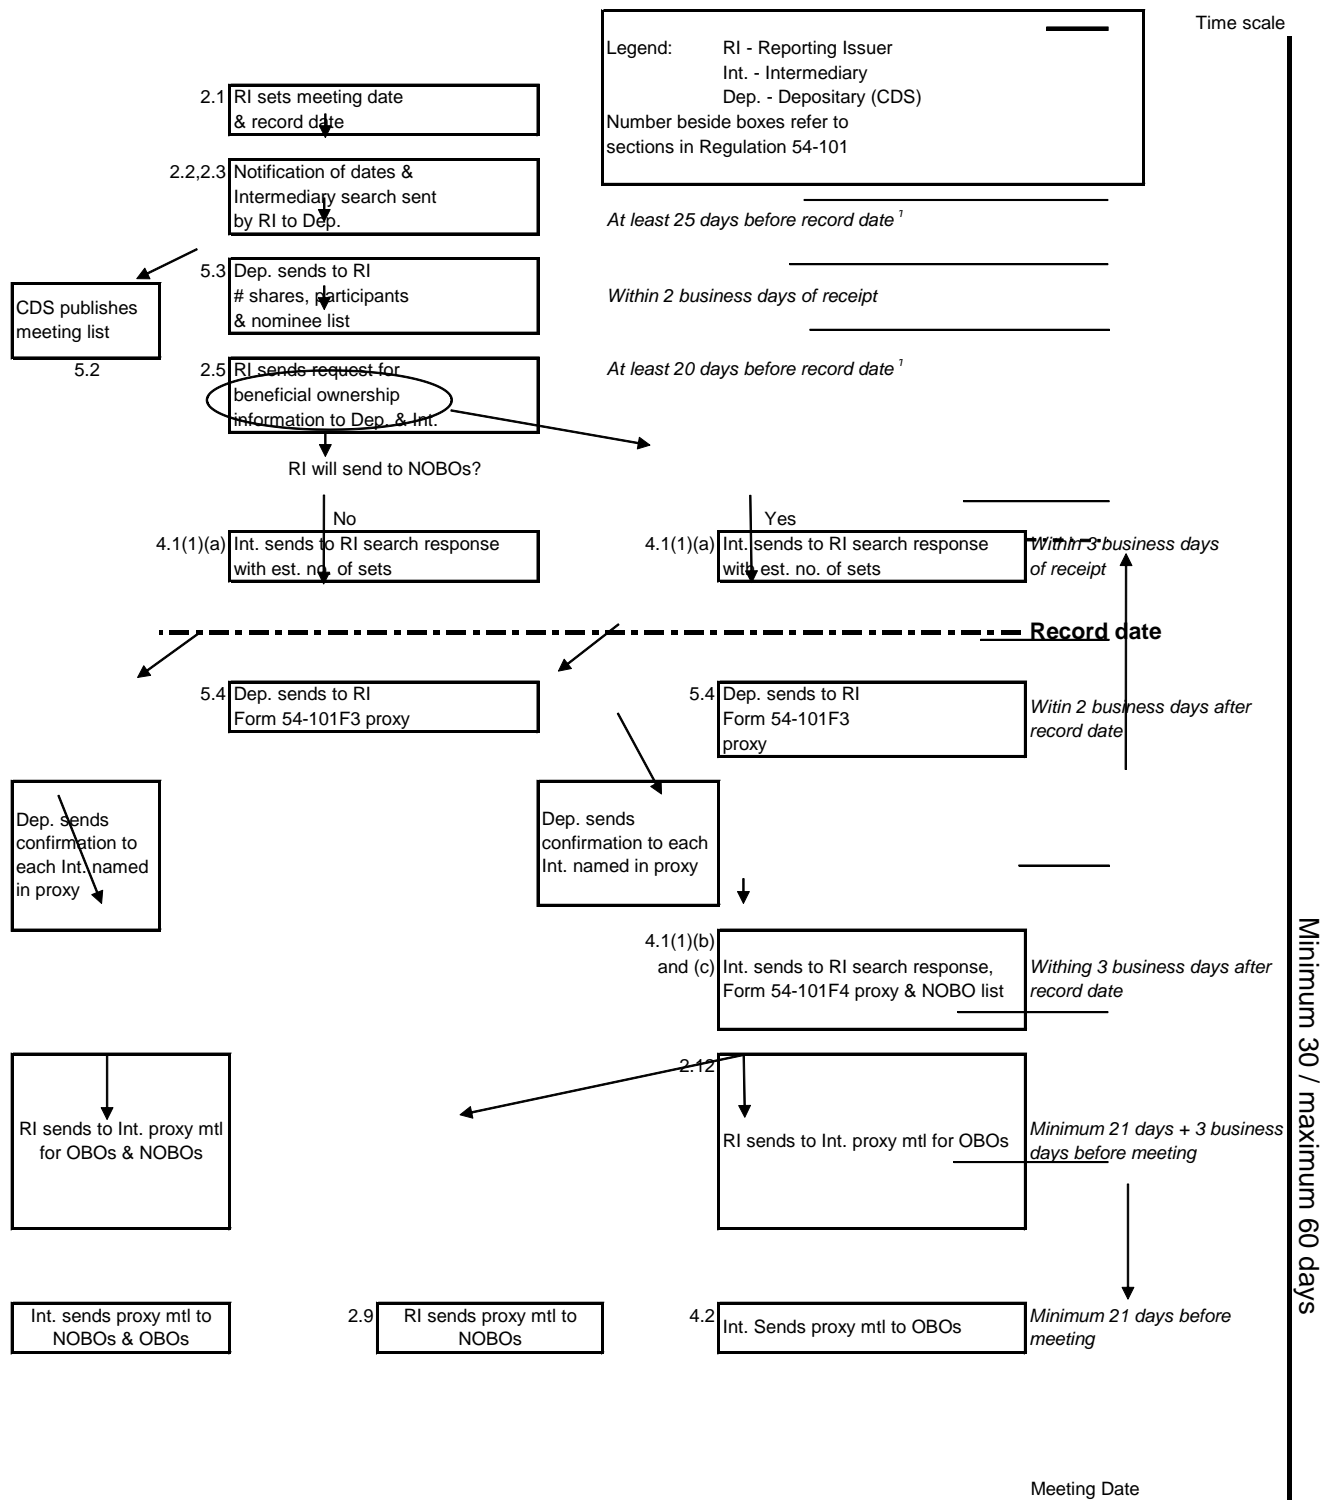 Time scale
Legend: RI - Reporting Issuer
Int. - Intermediary
Dep. - Depositary (CDS)
Number beside boxes refer to
sections in Regulation 54-101
2.1 RI sets meeting date
& record date
2.2,2.3 Notification of dates &
Intermediary search sent
by RI to Dep.
At least 25 days before record date 1
5.3 Dep. sends to RI
# shares, participants
& nominee list
Within 2 business days of receipt
CDS publishes
meeting list
5.2
2.5 RI sends request for
beneficial ownership
information to Dep. & Int.
At least 20 days before record date 1
RI will send to NOBOs?
No
Yes
4.1(1)(a) Int. sends to RI search response
with est. no. of sets
4.1(1)(a) Int. sends to RI search response
with est. no. of sets
Within 3 business days
of receipt
Record date
5.4 Dep. sends to RI
Form 54-101F3 proxy
5.4 Dep. sends to RI
Form 54-101F3
proxy
Witin 2 business days after
record date
Dep. sends
confirmation to
each Int. named
in proxy
Dep. sends
confirmation to each
Int. named in proxy
4.1(1)(b)
and (c) Int. sends to RI search response,
Form 54-101F4 proxy & NOBO list
Withing 3 business days after
record date
Minimum 30 / maximum 60 days
2.12
RI sends to Int. proxy mtl
for OBOs & NOBOs
RI sends to Int. proxy mtl for OBOs
Minimum 21 days + 3 business
days before meeting
Int. sends proxy mtl to
NOBOs & OBOs
2.9 RI sends proxy mtl to
NOBOs
4.2 Int. Sends proxy mtl to OBOs
Minimum 21 days before
meeting
Meeting Date